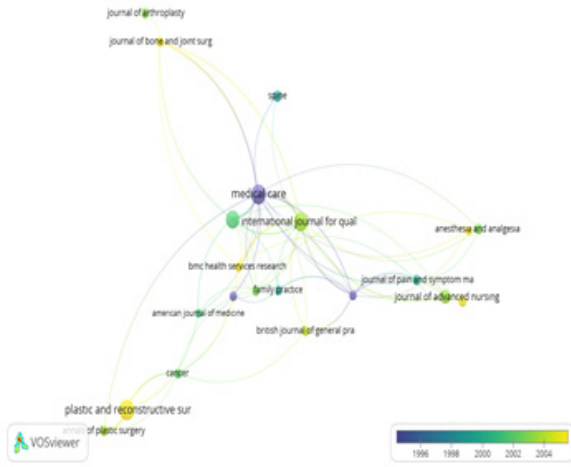 journal of arthroplasty
journal of bone and joint surg
spine
medical care
international journal for qual
anesthesia and analgesia
bmc health services research
journal of pain and symptom ma
family practice
journal of advanced nursing
american journal of medicine
british journal of general pra
cancer
plastic and reconstructive sur
annals of plastic surgery
VOSviewer
1996 1998 2000 2002 2004